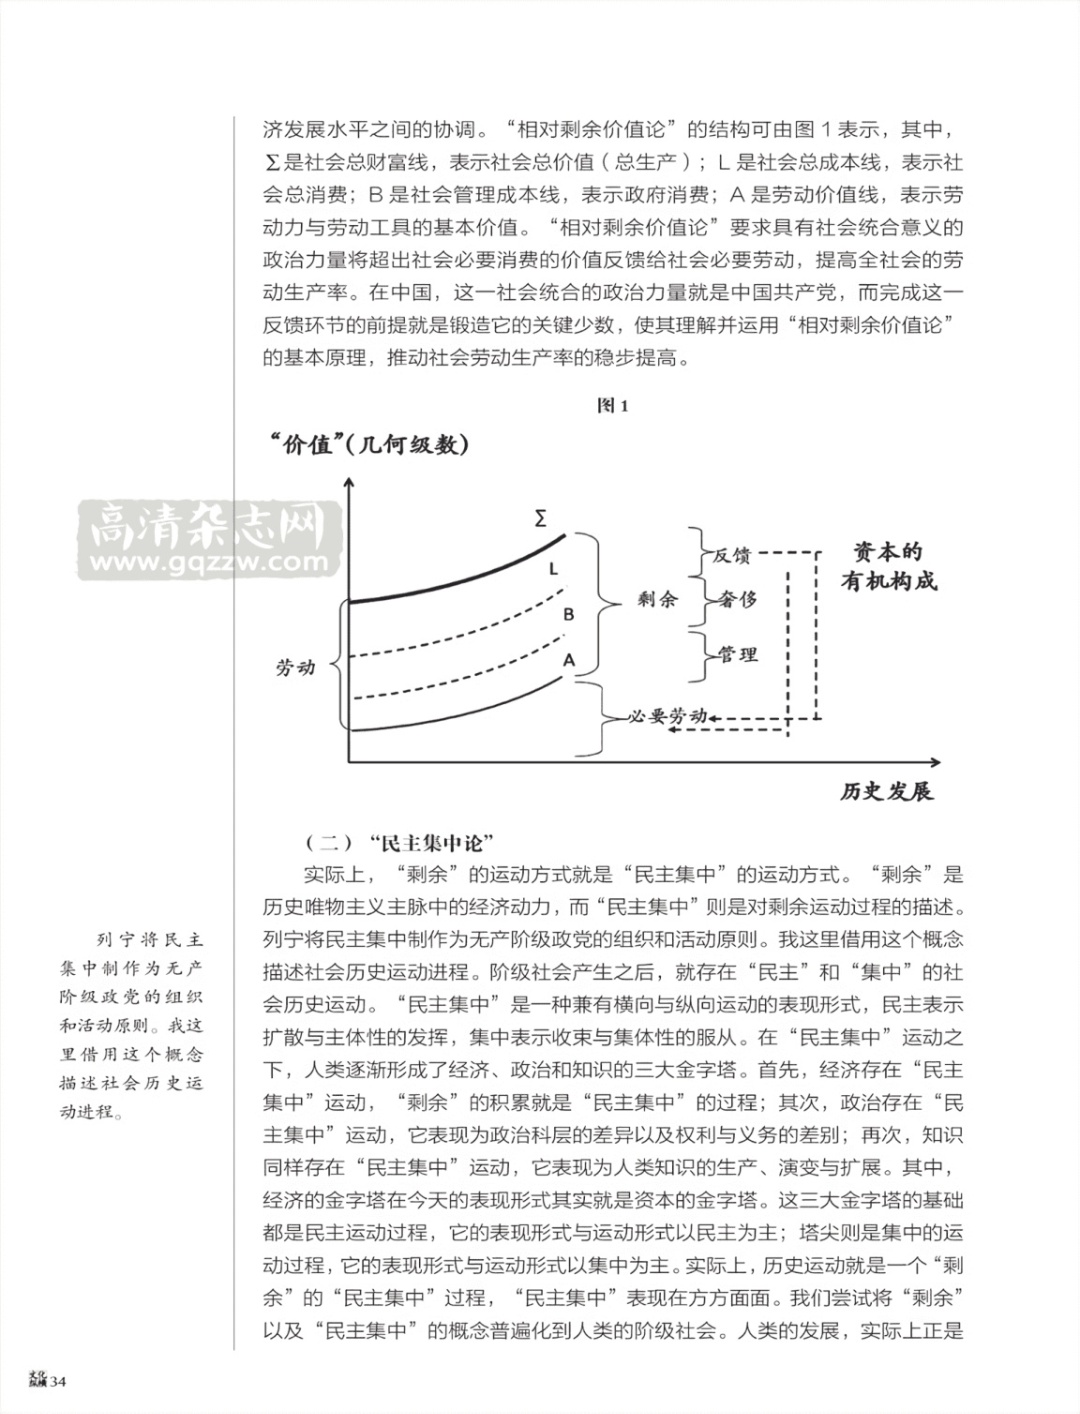 济发展水平之间的协调。“相对剩余价值论”的结构可由图 1 表示，其中，
∑是社会总财富线，表示社会总价值（总生产）；L 是社会总成本线，表示社
会总消费；B 是社会管理成本线，表示政府消费；A 是劳动价值线，表示劳
动力与劳动工具的基本价值。“相对剩余价值论”要求具有社会统合意义的
政治力量将超出社会必要消费的价值反馈给社会必要劳动，提高全社会的劳
动生产率。在中国，这一社会统合的政治力量就是中国共产党，而完成这一
反馈环节的前提就是锻造它的关键少数，使其理解并运用“相对剩余价值论”
的基本原理，推动社会劳动生产率的稳步提高。
图 1
“价值”(几何级数)
高清杂志网
www.gqzzw.com
∑
L
B
A
劳动
剩余
反馈
奢侈
管理
必要劳动
资本的
有机构成
历史发展
（二）“民主集中论”
实际上，“剩余”的运动方式就是“民主集中”的运动方式。“剩余”是
历史唯物主义主脉中的经济动力，而“民主集中”则是对剩余运动过程的描述。
列宁将民主集中制作为无产阶级政党的组织和活动原则。我这里借用这个概念
描述社会历史运动进程。阶级社会产生之后，就存在“民主”和“集中”的社
会历史运动。“民主集中”是一种兼有横向与纵向运动的表现形式，民主表示
扩散与主体性的发挥，集中表示收束与集体性的服从。在“民主集中”运动之
下，人类逐渐形成了经济、政治和知识的三大金字塔。首先，经济存在“民主
集中”运动，“剩余”的积累就是“民主集中”的过程；其次，政治存在“民
主集中”运动，它表现为政治科层的差异以及权利与义务的差别；再次，知识
同样存在“民主集中”运动，它表现为人类知识的生产、演变与扩展。其中，
经济的金字塔在今天的表现形式其实就是资本的金字塔。这三大金字塔的基础
都是民主运动过程，它的表现形式与运动形式以民主为主；塔尖则是集中的运
动过程，它的表现形式与运动形式以集中为主。实际上，历史运动就是一个“剩
余”的“民主集中”过程，“民主集中”表现在方方面面。我们尝试将“剩余”
以及“民主集中”的概念普遍化到人类的阶级社会。人类的发展，实际上正是
列宁将民主
集中制作为无产
阶级政党的组织
和活动原则。我这
里借用这个概念
描述社会历史运
动进程。
文化
纵横 34